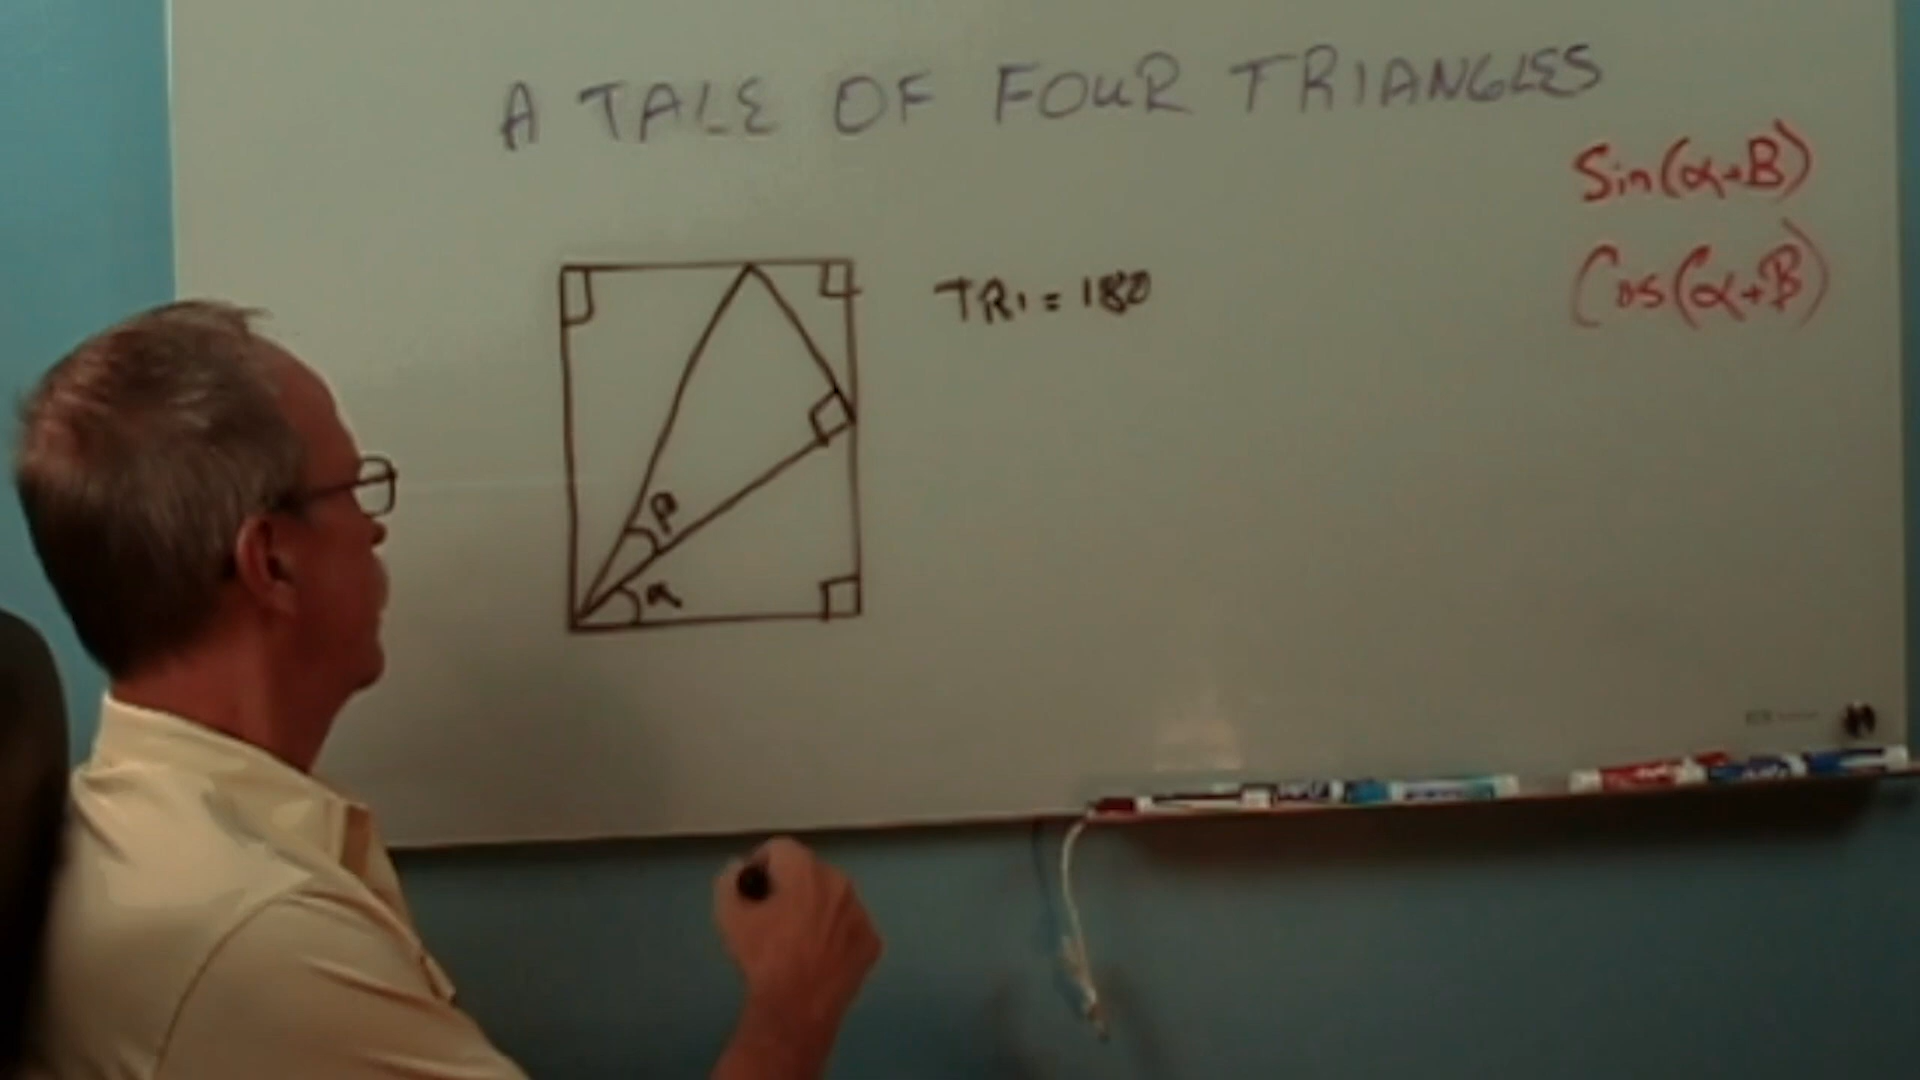 A TALE OF FOUR TRIANGLES
Sin(α+B)
Cos(α+B)
TRI = 180
β
α